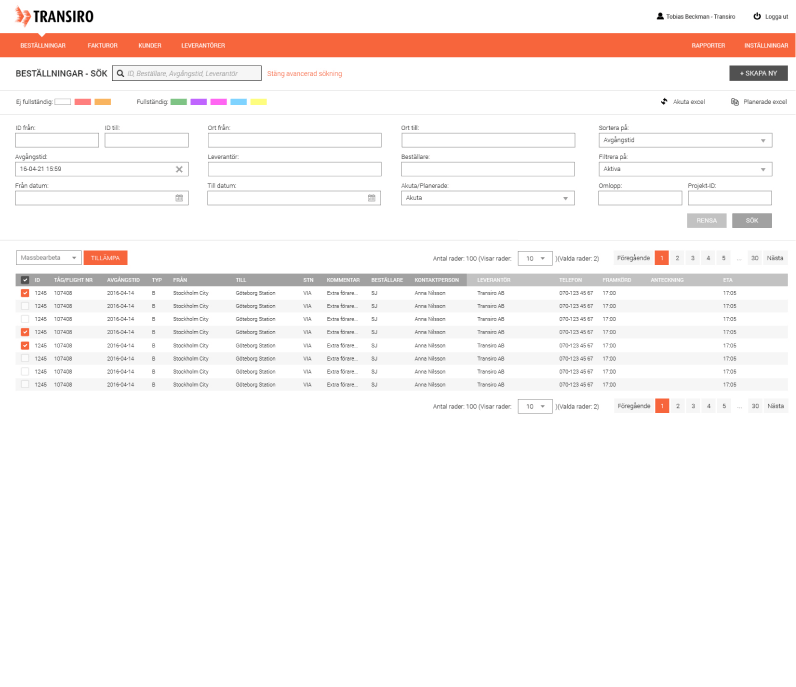 TRANSIRO
Tobias Beckman - Transiro Logga ut
BESTÄLLNINGAR FAKTUROR KUNDER LEVERANTÖRER RAPPORTER INSTÄLLNINGAR
BESTÄLLNINGAR - SÖK ID, Beställare, Avgångstid, Leverantör Stäng avancerad sökning + SKAPA NY
Ej fullständig: Fullständig: Akuta excel Planerade excel
ID från: ID till: Ort från: Ort till: Sortera på:
Avgångstid
Avgångstid: Leverantör: Beställare: Filtrera på:
16-04-21 15:59 Aktiva
Från datum: Till datum: Akuta/Planerade: Omlopp: Projekt-ID:
Akuta
RENSA SÖK
Massbearbeta TILLÄMPA Antal rader: 100 (Visar rader: 10 )(Valda rader: 2) Föregående 1 2 3 4 5 ... 30 Nästa
ID TÅG/FLIGHT NR AVGÅNGSTID TYP FRÅN TILL STN KOMMENTAR BESTÄLLARE KONTAKTPERSON LEVERANTÖR TELEFON FRAMKÖRD ANTECKNING ETA
1245 107408 2016-04-14 B Stockholm City Göteborg Station VIA Extra förare... SJ Anna Nilsson Transiro AB 070-123 45 67 17:00 17:05
1245 107408 2016-04-14 B Stockholm City Göteborg Station VIA Extra förare... SJ Anna Nilsson Transiro AB 070-123 45 67 17:00 17:05
1245 107408 2016-04-14 B Stockholm City Göteborg Station VIA Extra förare... SJ Anna Nilsson Transiro AB 070-123 45 67 17:00 17:05
1245 107408 2016-04-14 B Stockholm City Göteborg Station VIA Extra förare... SJ Anna Nilsson Transiro AB 070-123 45 67 17:00 17:05
1245 107408 2016-04-14 B Stockholm City Göteborg Station VIA Extra förare... SJ Anna Nilsson Transiro AB 070-123 45 67 17:00 17:05
1245 107408 2016-04-14 B Stockholm City Göteborg Station VIA Extra förare... SJ Anna Nilsson Transiro AB 070-123 45 67 17:00 17:05
1245 107408 2016-04-14 B Stockholm City Göteborg Station VIA Extra förare... SJ Anna Nilsson Transiro AB 070-123 45 67 17:00 17:05
1245 107408 2016-04-14 B Stockholm City Göteborg Station VIA Extra förare... SJ Anna Nilsson Transiro AB 070-123 45 67 17:00 17:05
Antal rader: 100 (Visar rader: 10 )(Valda rader: 2) Föregående 1 2 3 4 5 ... 30 Nästa